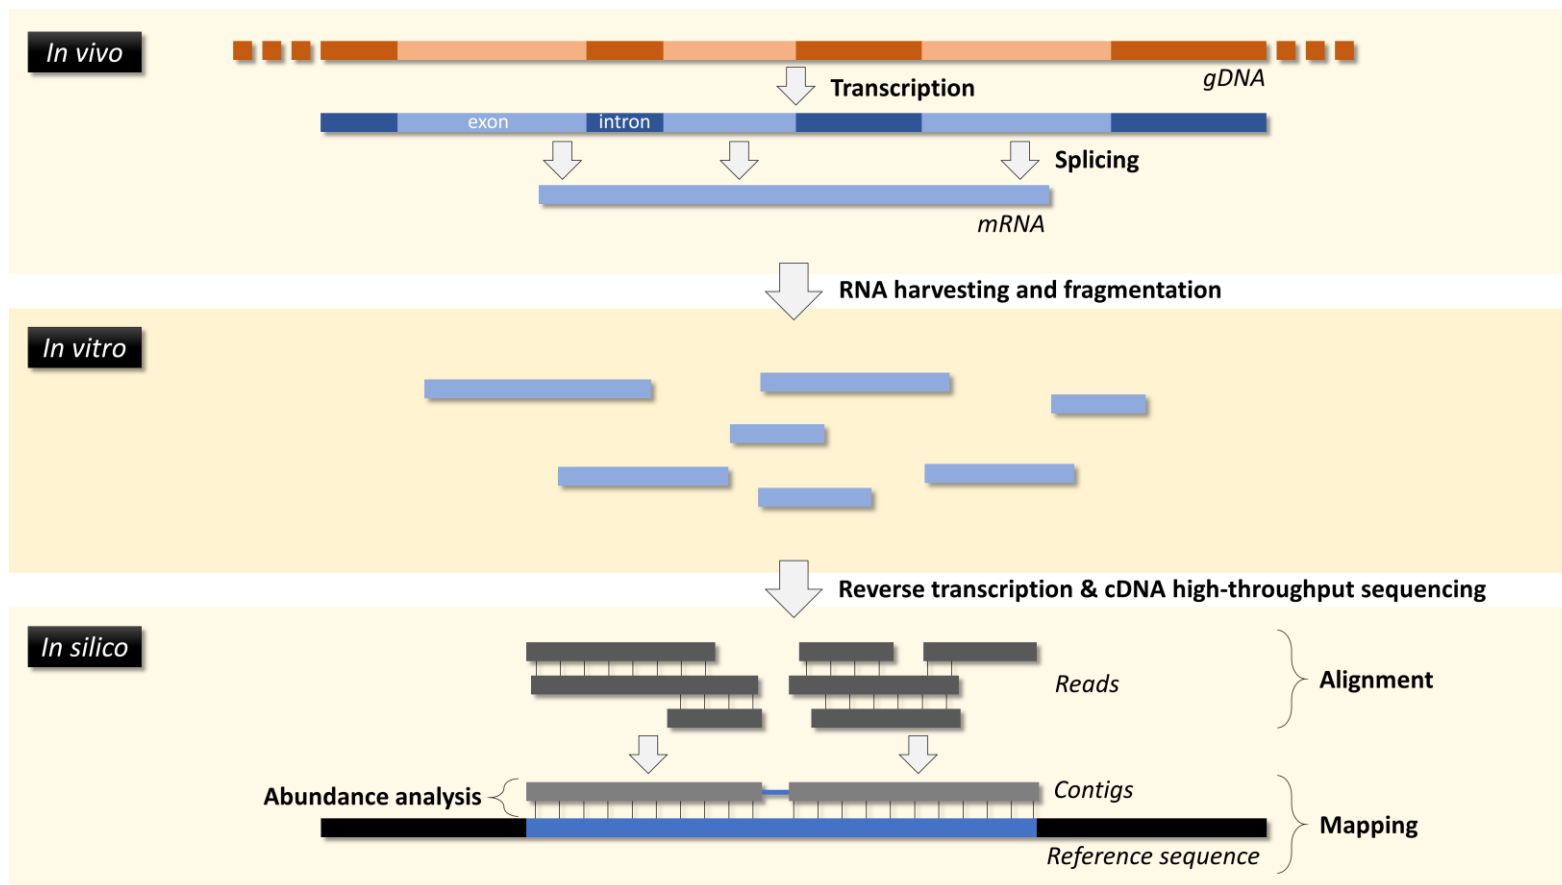 In vivo
gDNA
Transcription
exon
intron
Splicing
mRNA
RNA harvesting and fragmentation
In vitro
Reverse transcription & cDNA high-throughput sequencing
In silico
Reads
Alignment
Abundance analysis
Contigs
Mapping
Reference sequence